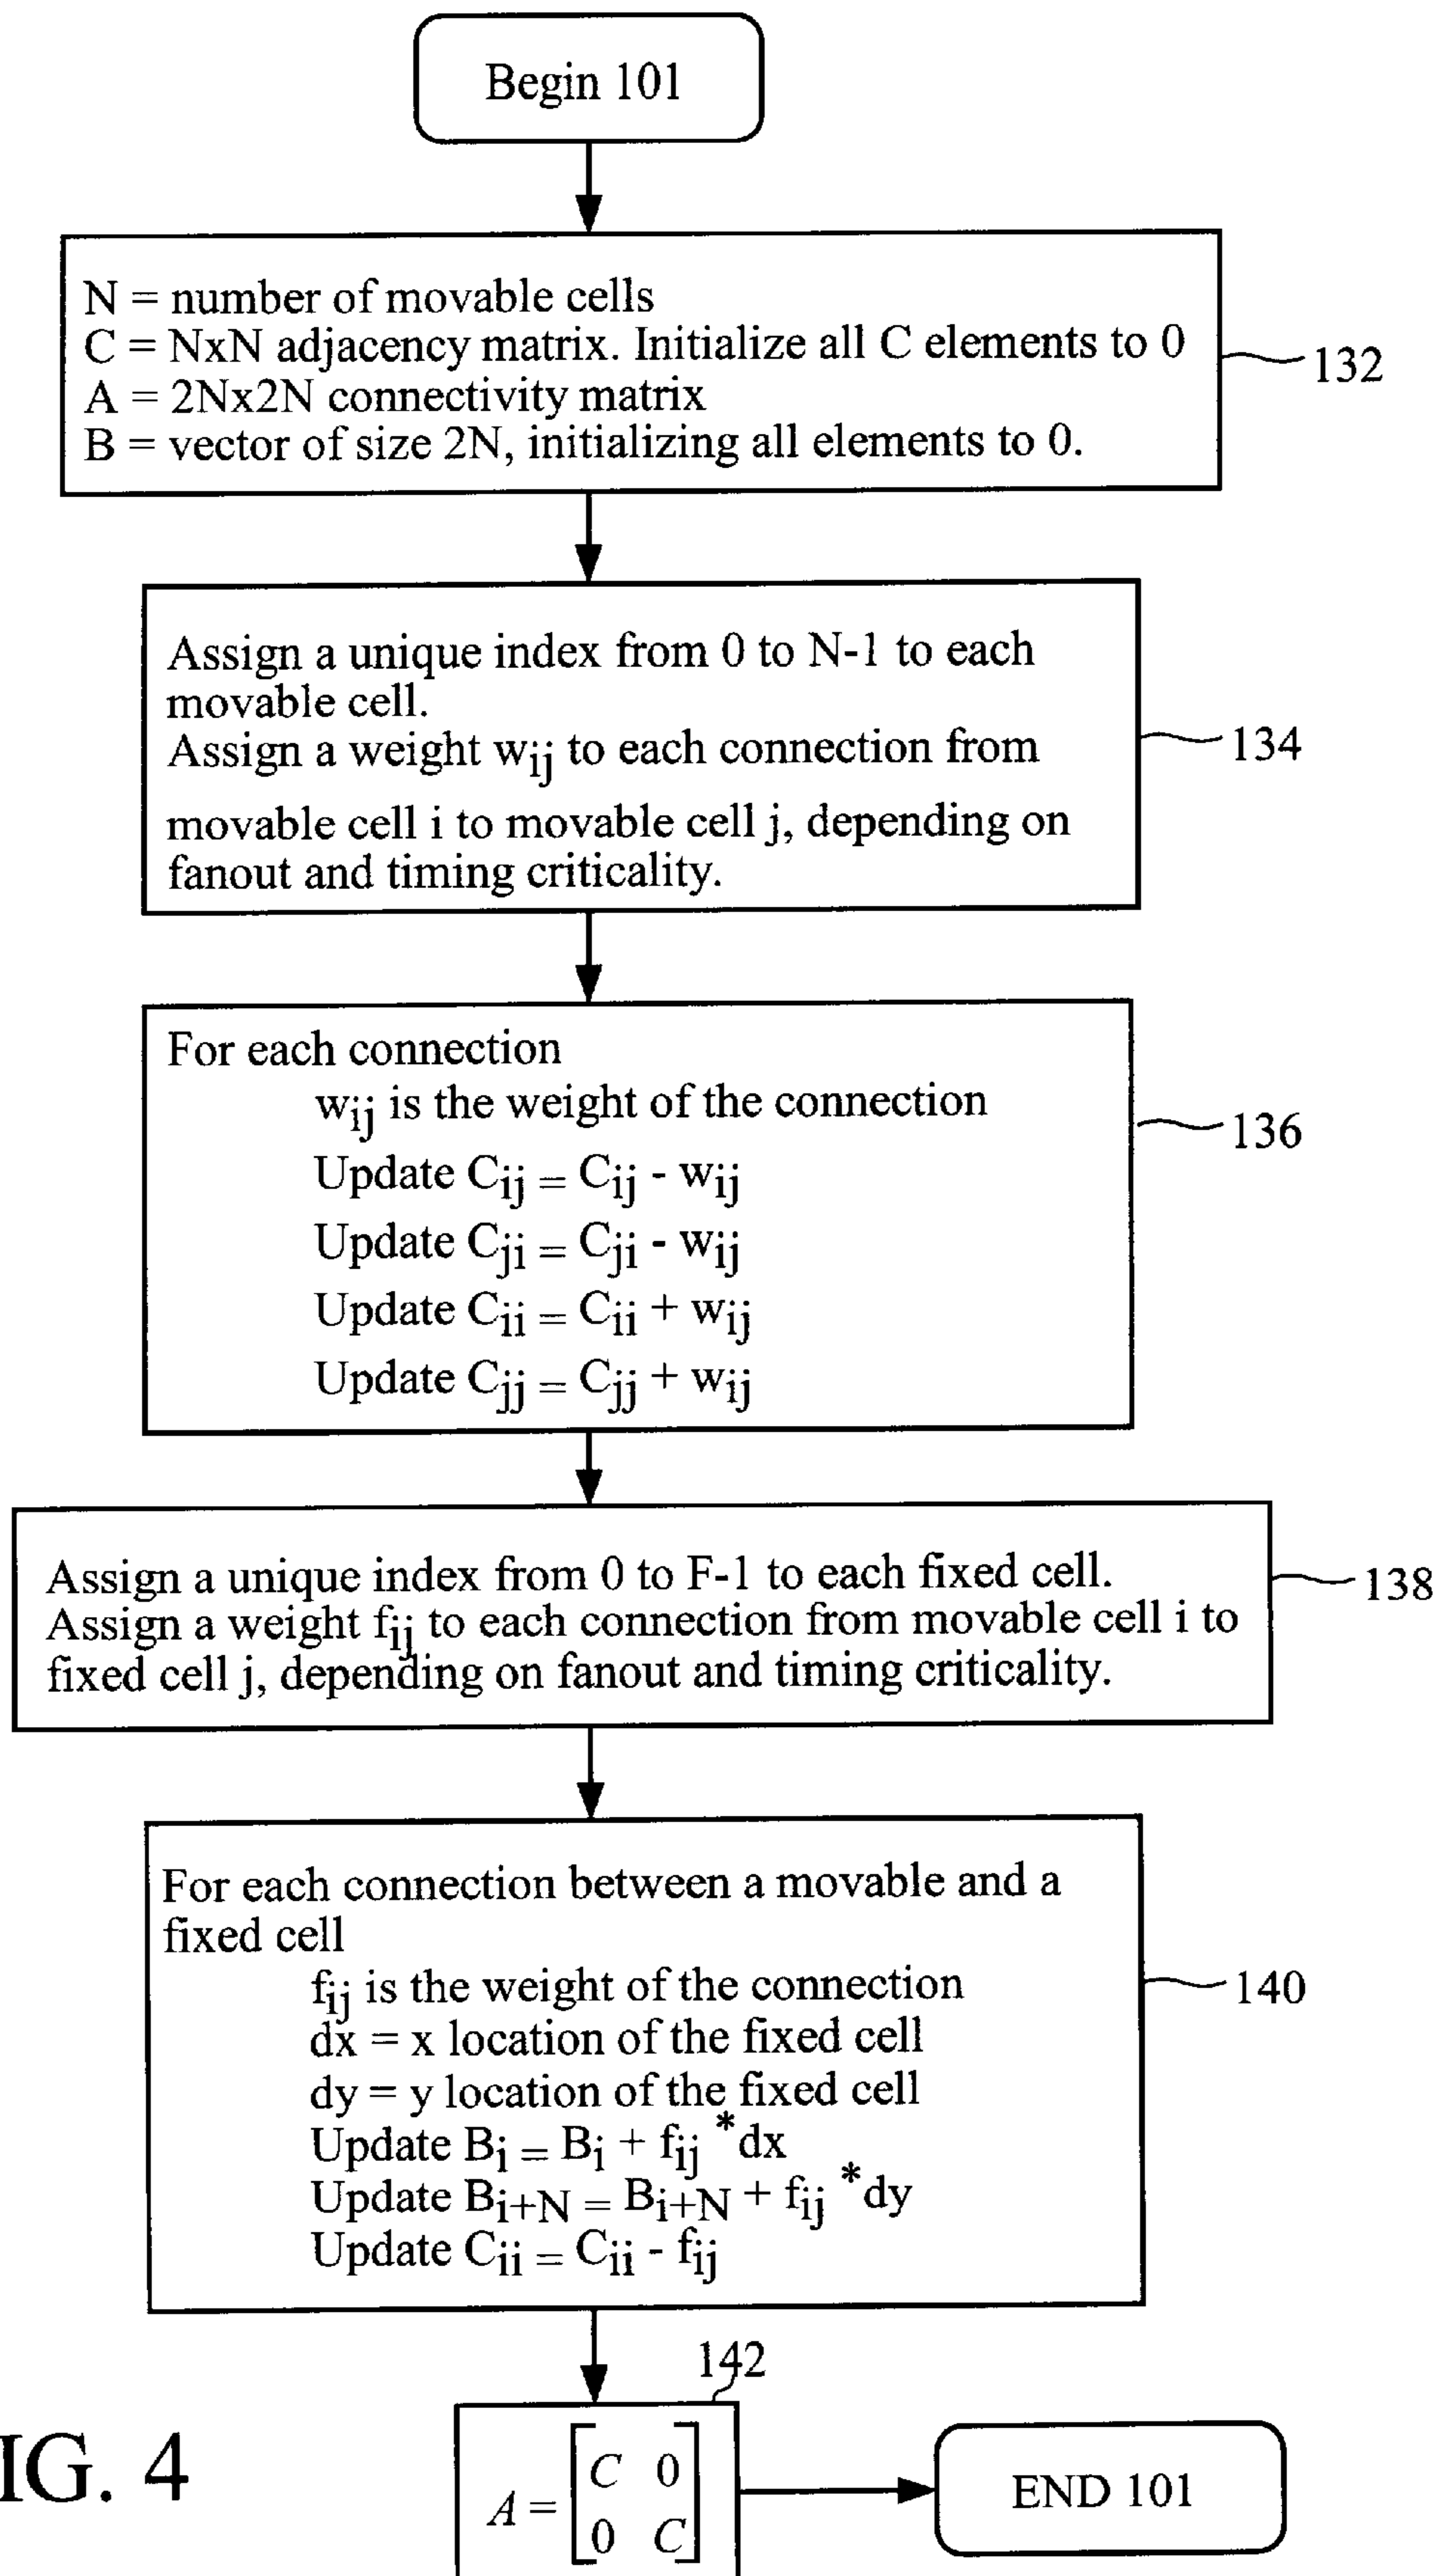 Begin 101
N = number of movable cells
C = NxN adjacency matrix. Initialize all C elements to 0
A = 2Nx2N connectivity matrix
B = vector of size 2N, initializing all elements to 0.
132
Assign a unique index from 0 to N-1 to each
movable cell.
Assign a weight wij to each connection from
movable cell i to movable cell j, depending on
fanout and timing criticality.
134
For each connection
wij is the weight of the connection
Update Cij = Cij - wij
Update Cji = Cji - wij
Update Cii = Cii + wij
Update Cjj = Cjj + wij
136
Assign a unique index from 0 to F-1 to each fixed cell.
Assign a weight fij to each connection from movable cell i to
fixed cell j, depending on fanout and timing criticality.
138
For each connection between a movable and a
fixed cell
fij is the weight of the connection
dx = x location of the fixed cell
dy = y location of the fixed cell
Update Bi = Bi + fij *dx
Update Bi+N = Bi+N + fij *dy
Update Cii = Cii - fij
140
142
A = [C 0
0 C]
END 101
IG. 4